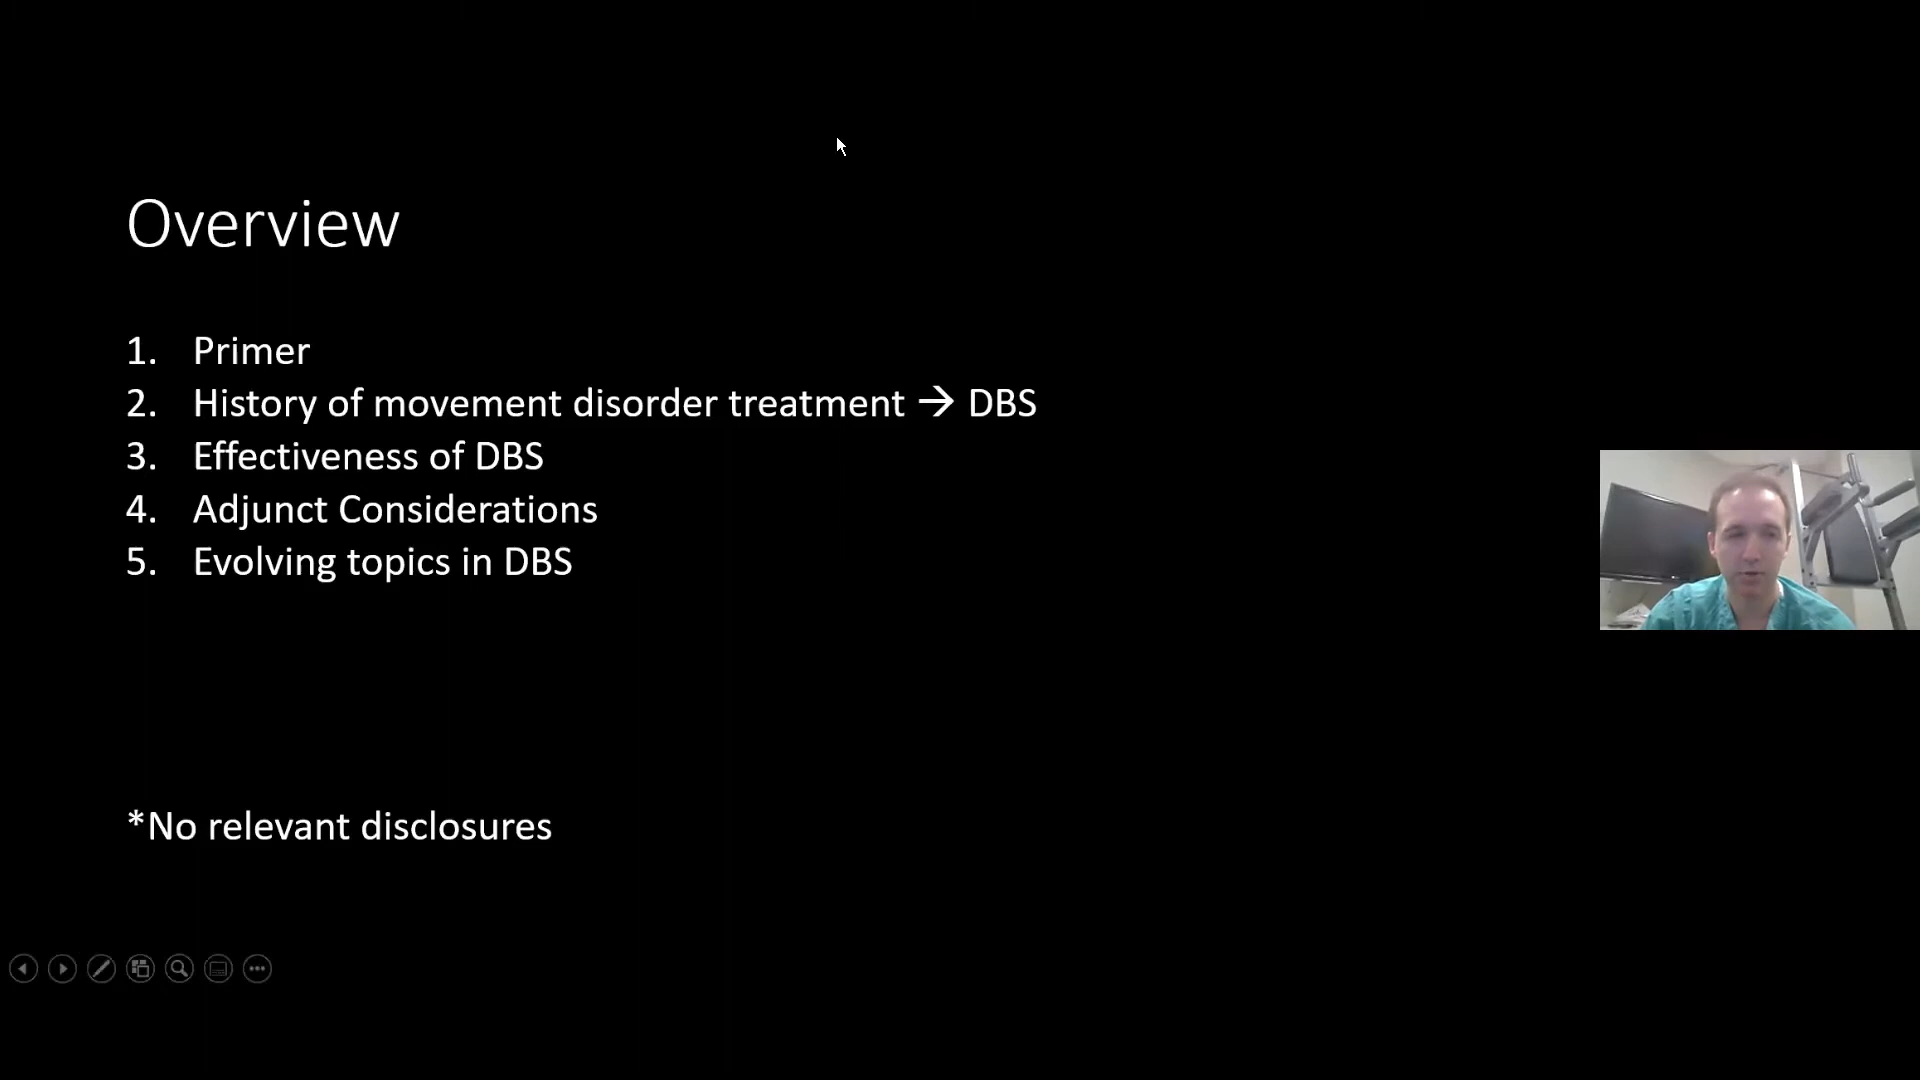 Overview
1. Primer
2. History of movement disorder treatment → DBS
3. Effectiveness of DBS
4. Adjunct Considerations
5. Evolving topics in DBS
*No relevant disclosures